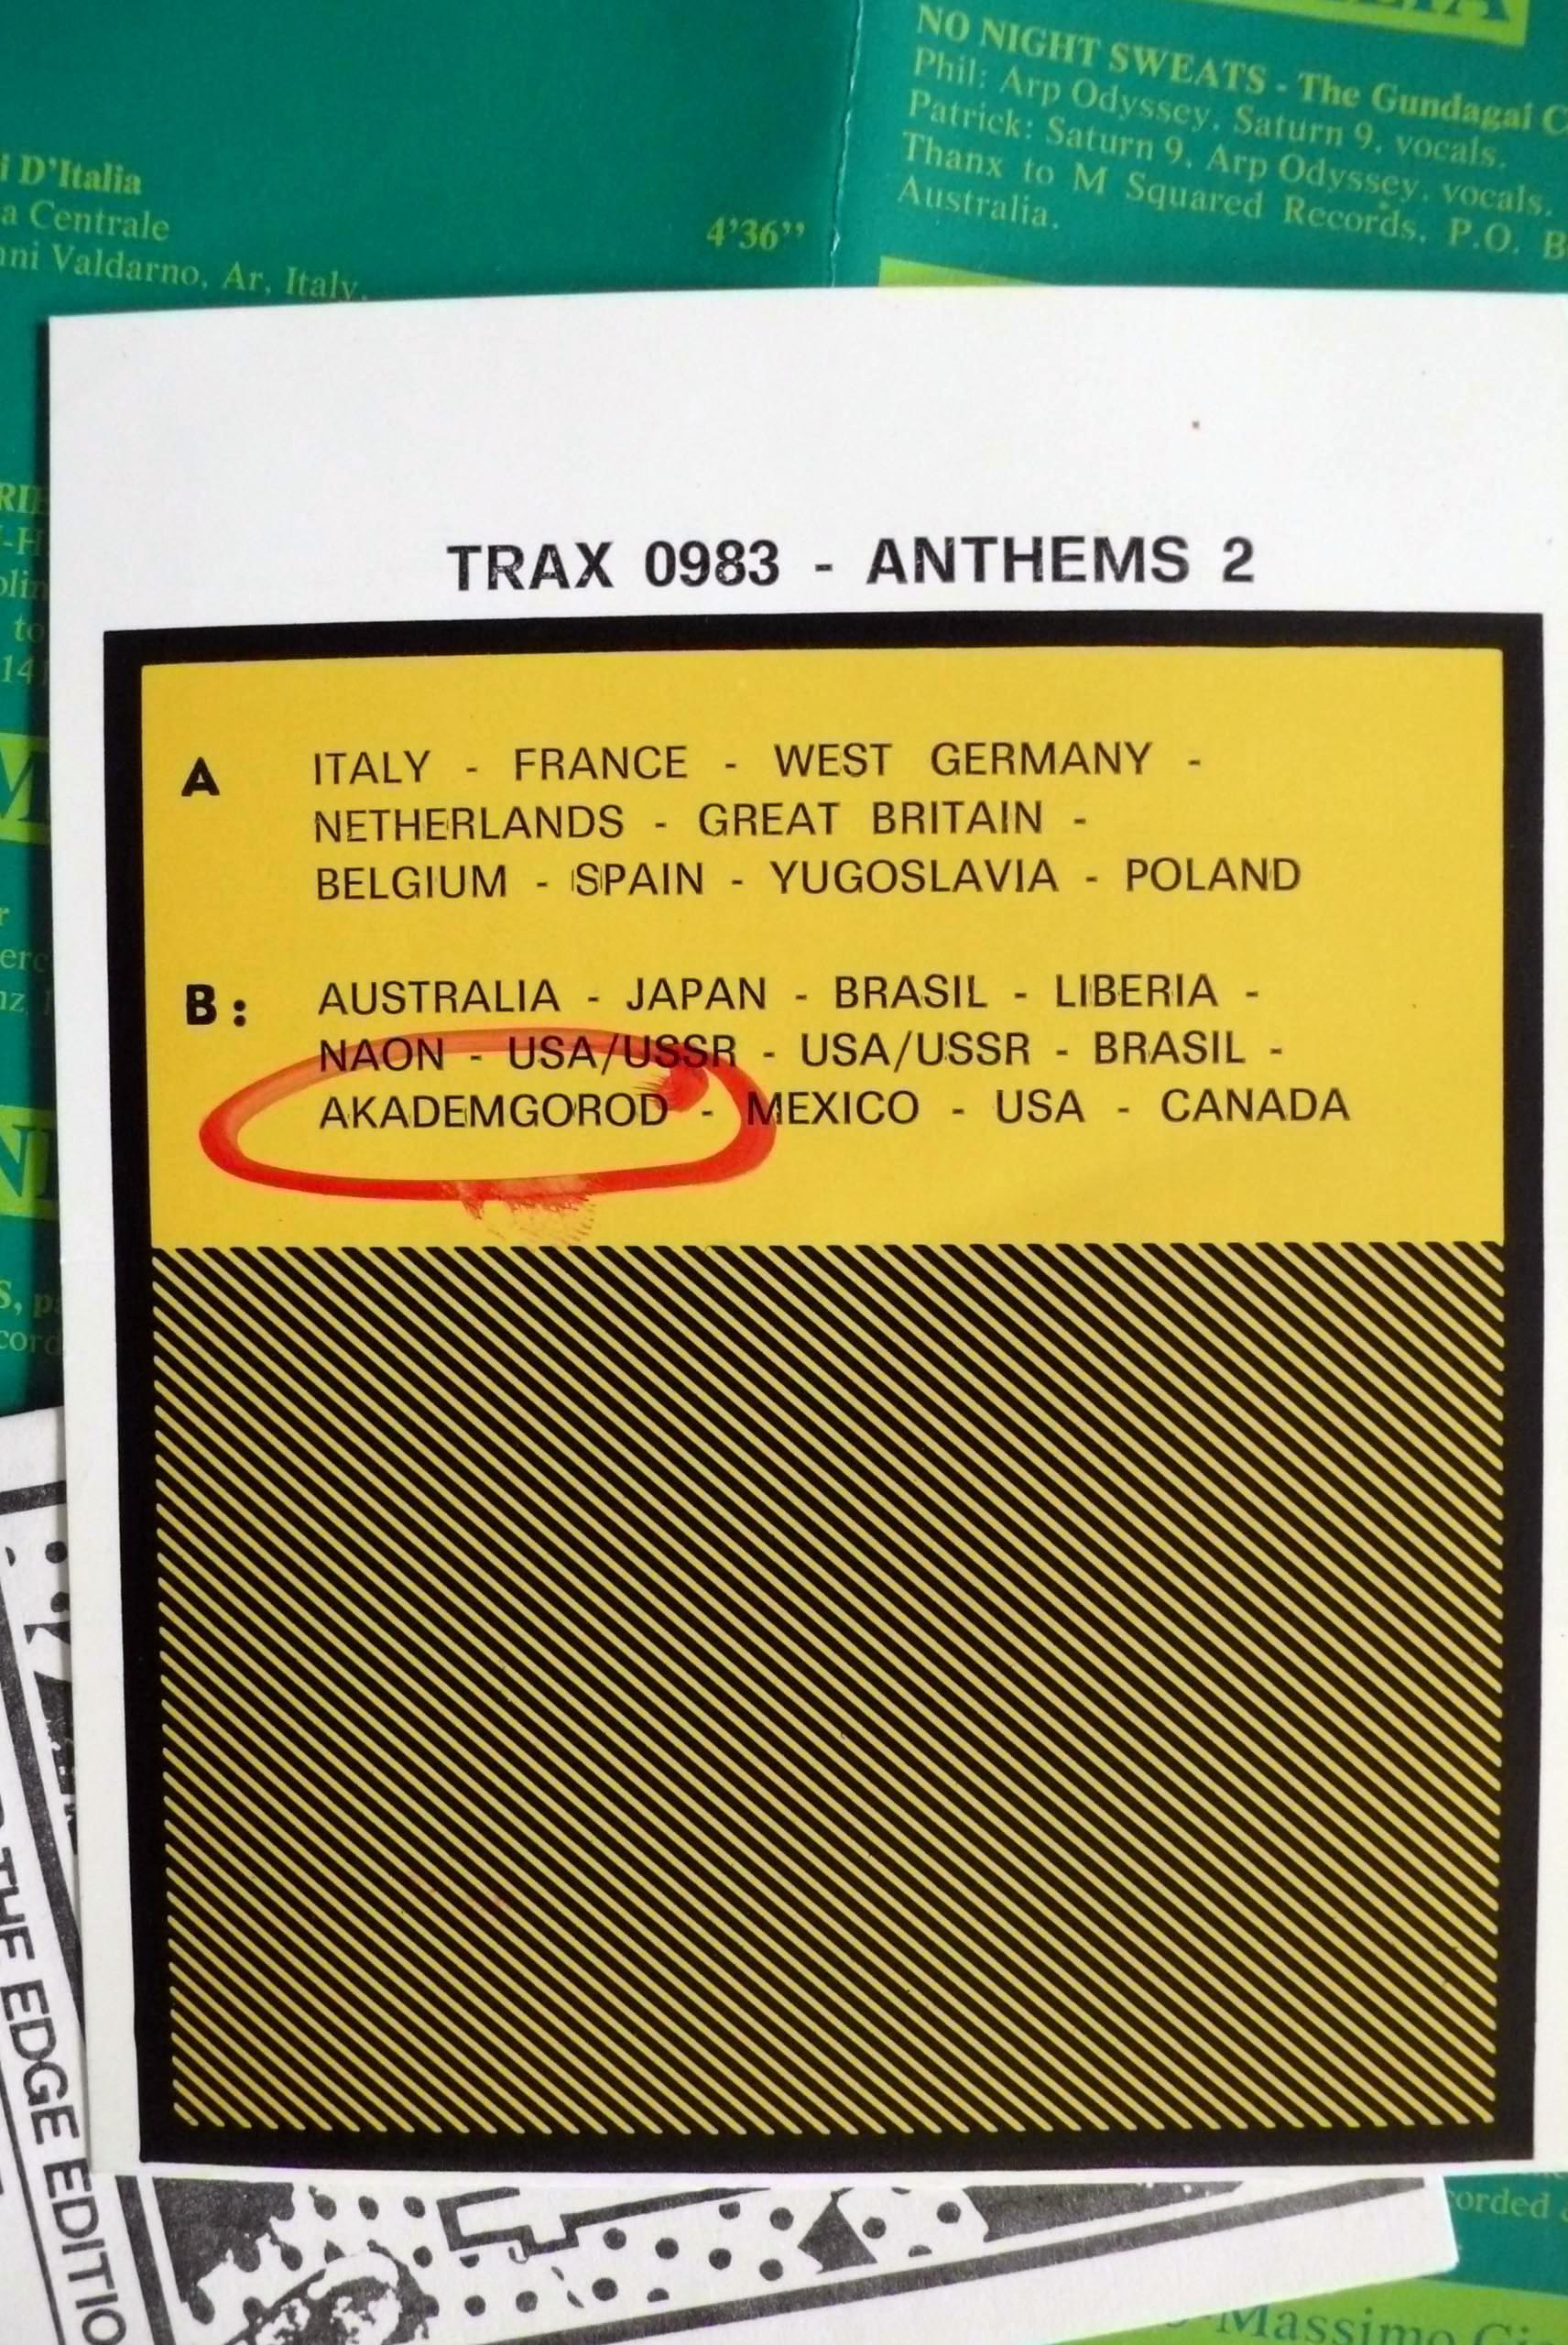 NO NIGHT SWEATS - The Gundagai
Phil: Arp Odyssey, Saturn 9, vocals.
Patrick: Saturn 9, Arp Odyssey, vocals.
Thanx to M Squared Records, P.O.
Australia.
D'Italia
Centrale
4'36''
Valdarno, Ar, Italy.
TRAX 0983 - ANTHEMS 2
A ITALY - FRANCE - WEST GERMANY -
NETHERLANDS - GREAT BRITAIN -
BELGIUM - SPAIN - YUGOSLAVIA - POLAND
B: AUSTRALIA - JAPAN - BRASIL - LIBERIA -
NAON - USA/USSR - USA/USSR - BRASIL -
AKADEMGOROD - MEXICO - USA - CANADA
THE EDGE EDITIO
Massimo